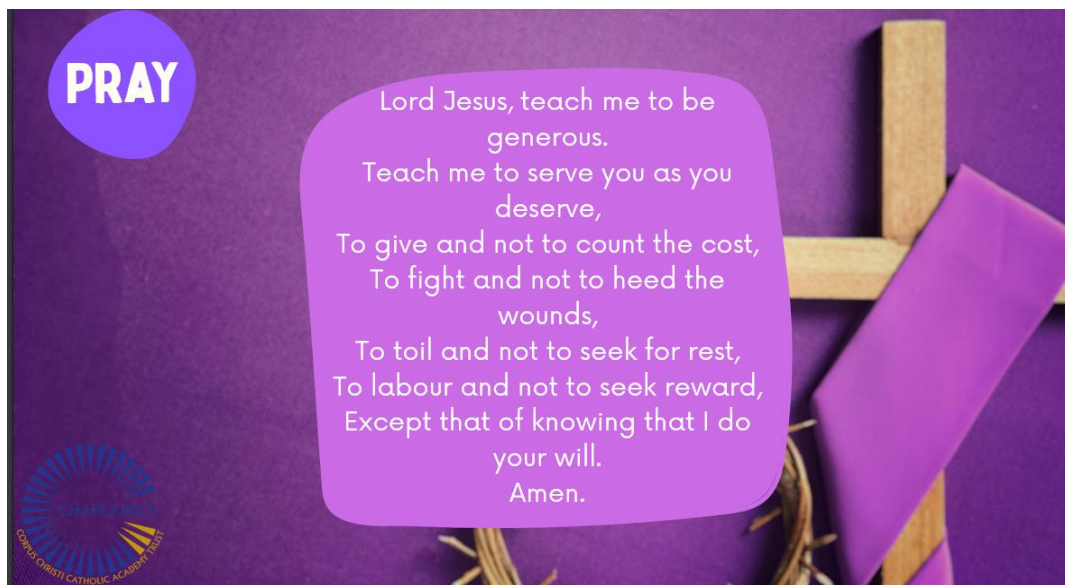 PRAY
Lord Jesus, teach me to be
generous.
Teach me to serve you as you
deserve,
To give and not to count the cost,
To fight and not to heed the
wounds,
To toil and not to seek for rest,
To labour and not to seek reward,
Except that of knowing that I do
your will.
Amen.
CHAPLAINCY
CORPUS CHRISTI CATHOLIC ACADEMY TRUST